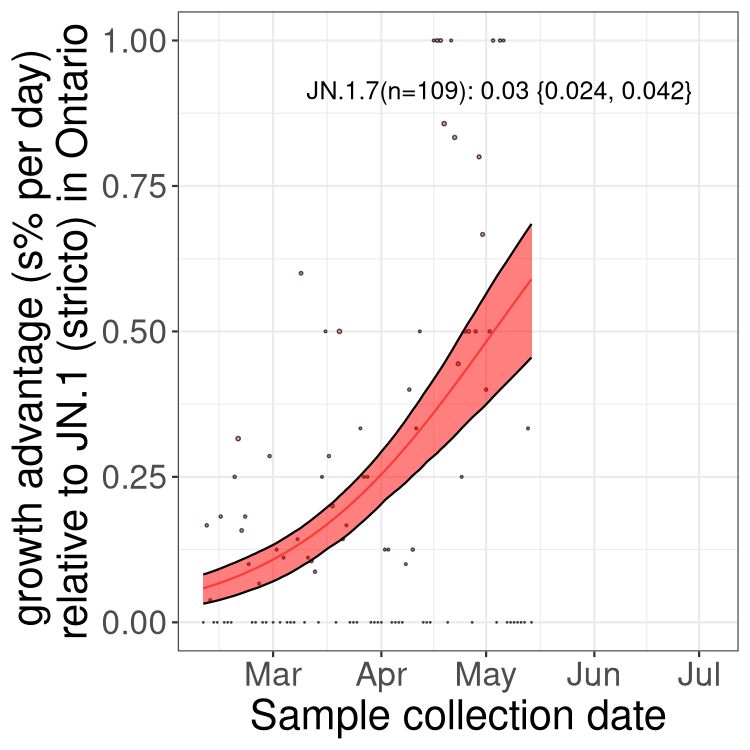 growth advantage (s% per day)
relative to JN.1 (stricto) in Ontario
1.00
0.75
0.50
0.25
0.00
JN.1.7(n=109): 0.03 {0.024, 0.042}
Mar Apr May Jun Jul
Sample collection date